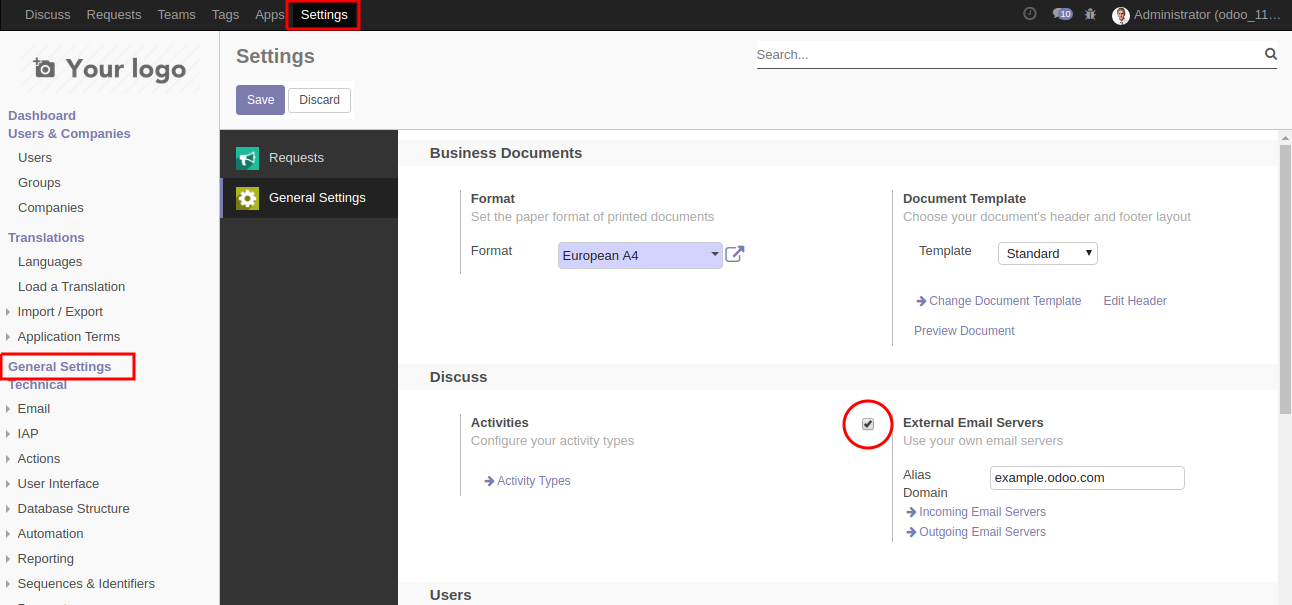 Discuss Requests Teams Tags Apps Settings 10 Administrator (odoo_11...
Your logo
Settings
Search...
Save Discard
Dashboard
Users & Companies
Users
Groups
Companies
Translations
Languages
Load a Translation
Import / Export
Application Terms
General Settings
Technical
Email
IAP
Actions
User Interface
Database Structure
Automation
Reporting
Sequences & Identifiers
Requests
General Settings
Business Documents
Format
Set the paper format of printed documents
Format European A4
Document Template
Choose your document's header and footer layout
Template Standard
Change Document Template Edit Header
Preview Document
Discuss
Activities
Configure your activity types
Activity Types
External Email Servers
Use your own email servers
Alias
Domain
example.odoo.com
Incoming Email Servers
Outgoing Email Servers
Users